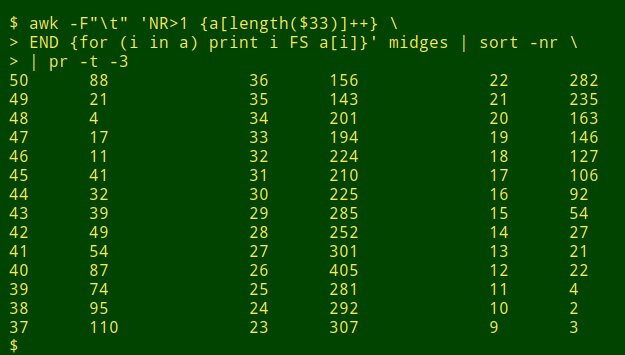 $ awk -F"\t" 'NR>1 {a[length($33)]++} \
> END {for (i in a) print i FS a[i]}' midges | sort -nr \
> | pr -t -3
50 88 36 156 22 282
49 21 35 143 21 235
48 4 34 201 20 163
47 17 33 194 19 146
46 11 32 224 18 127
45 41 31 210 17 106
44 32 30 225 16 92
43 39 29 285 15 54
42 49 28 252 14 27
41 54 27 301 13 21
40 87 26 405 12 22
39 74 25 281 11 4
38 95 24 292 10 2
37 110 23 307 9 3
$